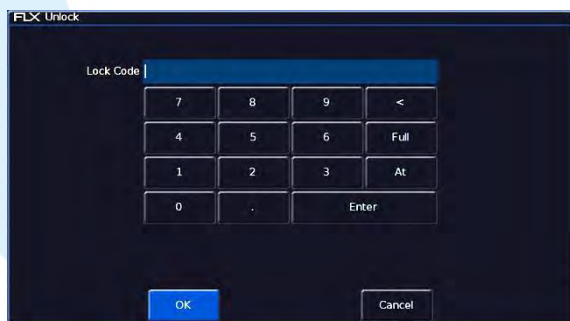 FLX Unlock
Lock Code
7 8 9 <
4 5 6 Full
1 2 3 At
0 . Enter
OK Cancel